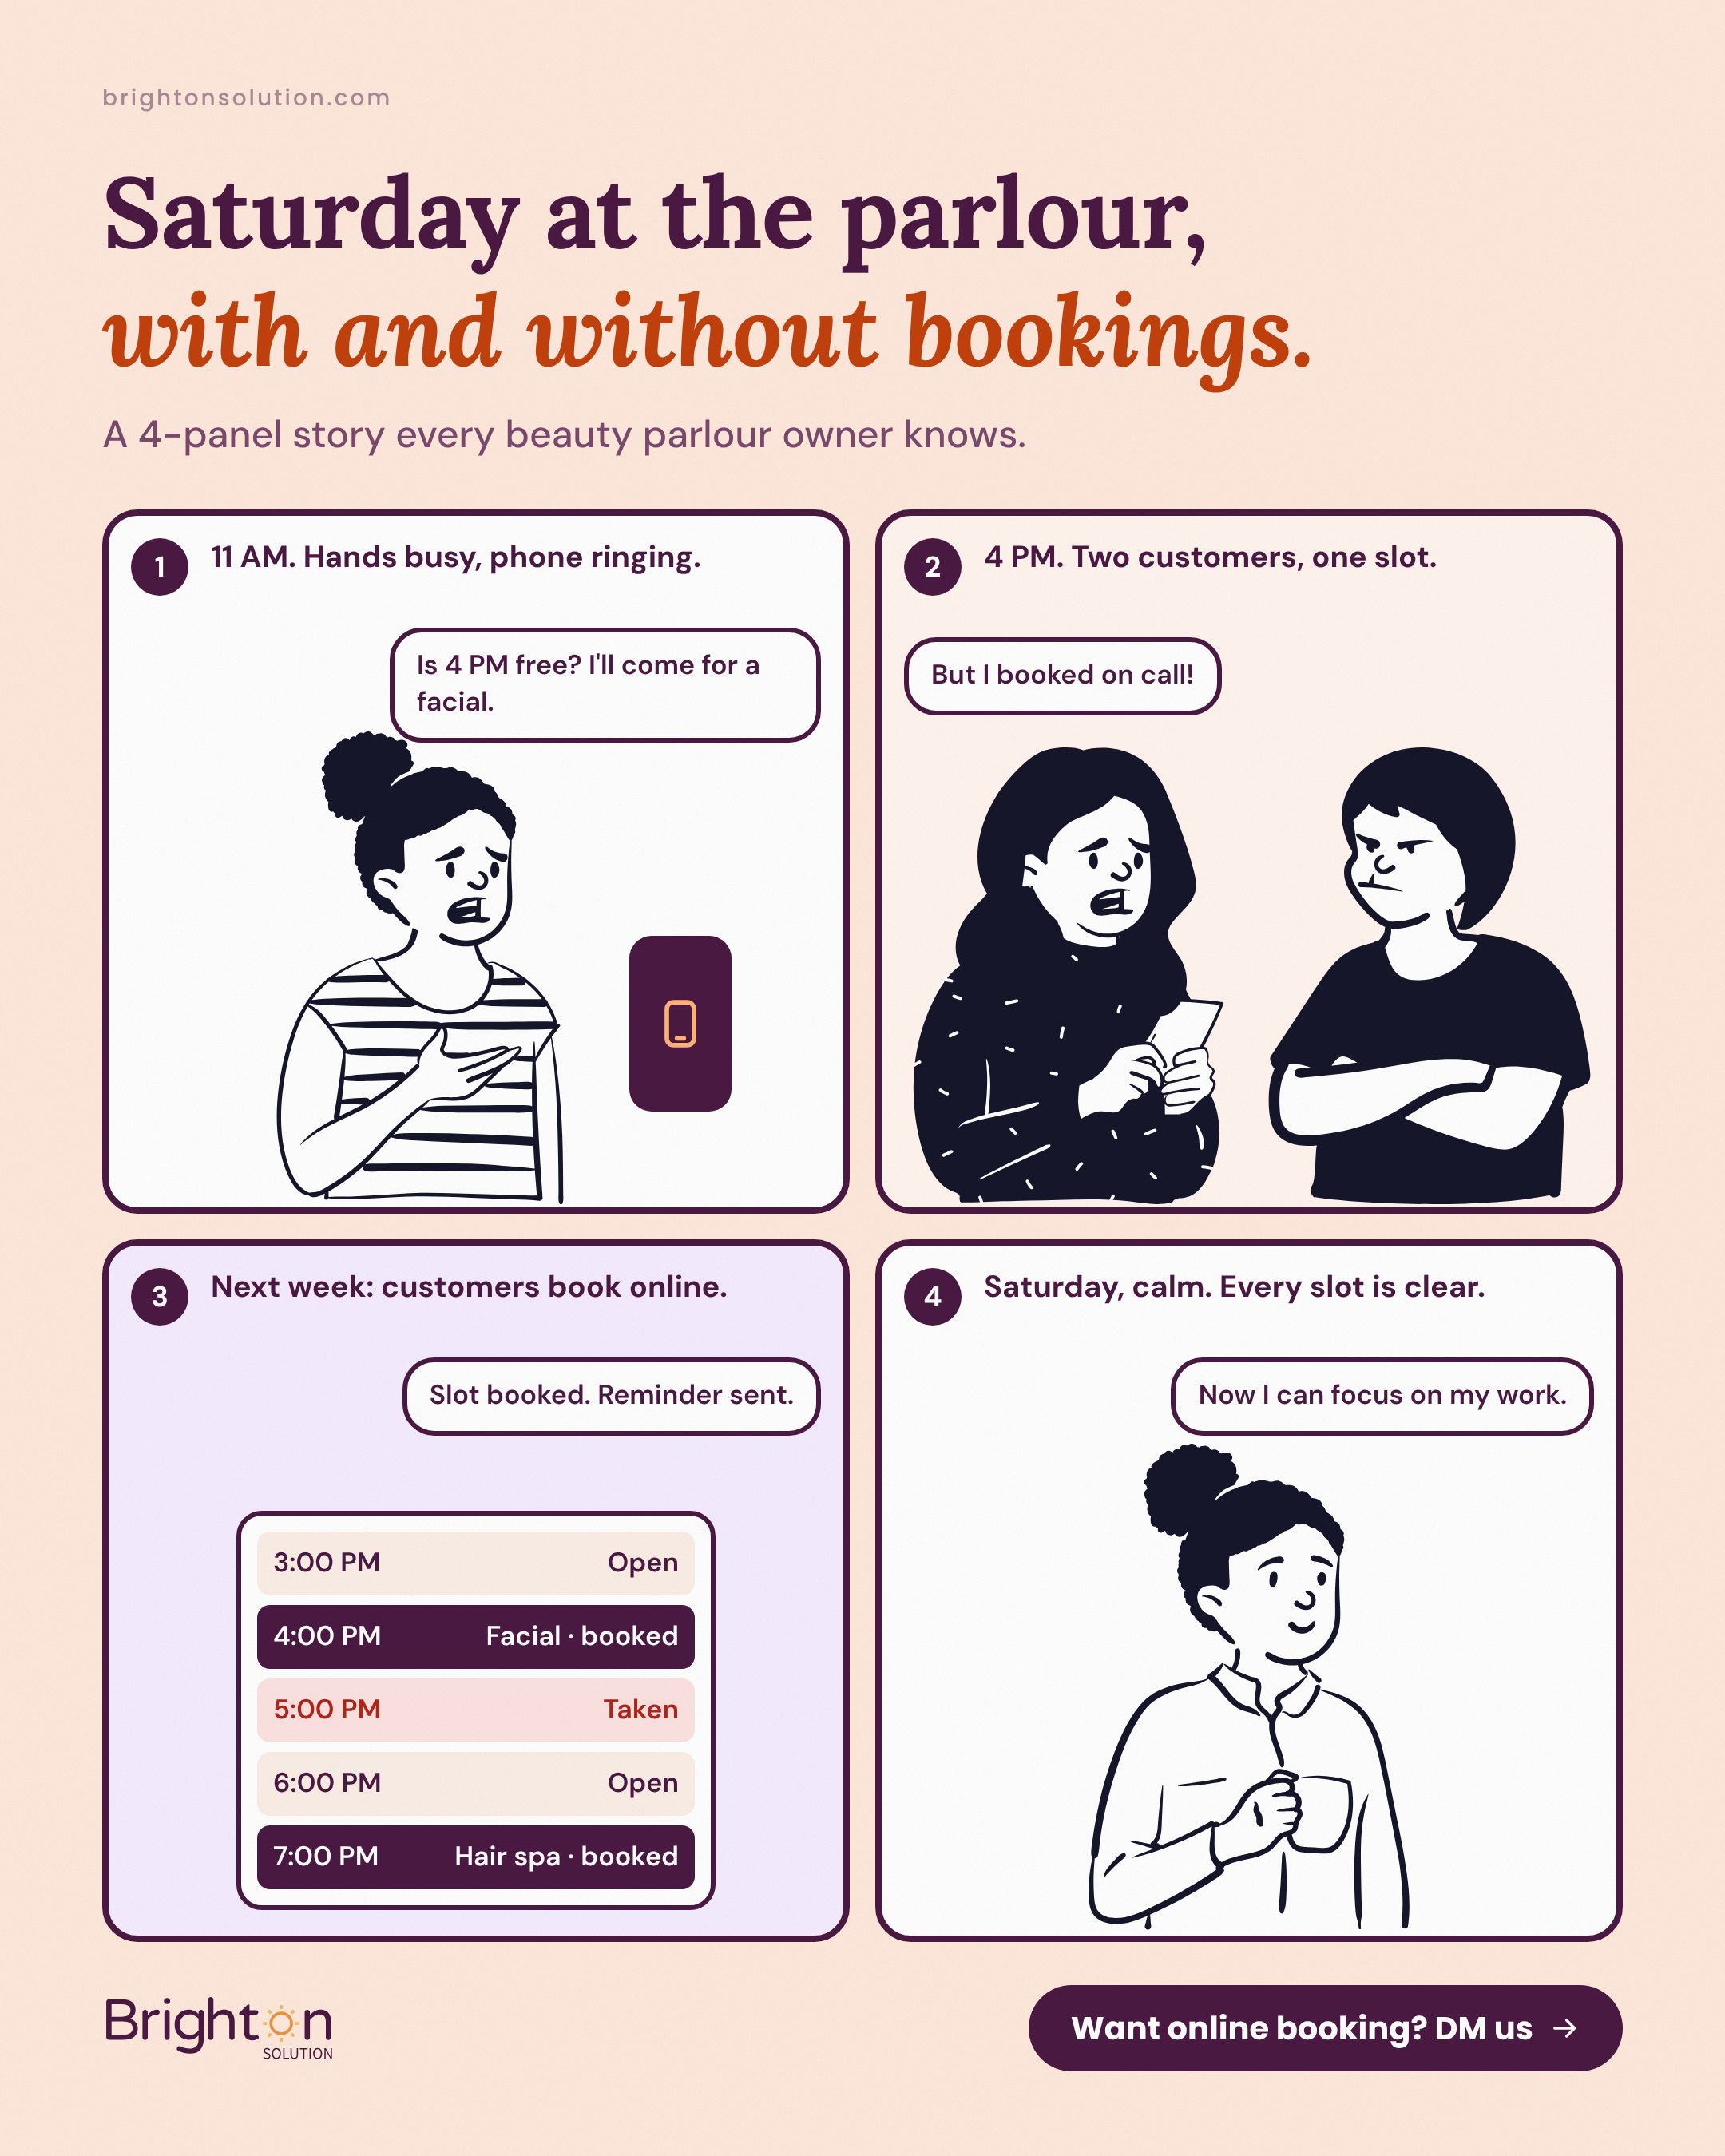 brightonsolution.com
Saturday at the parlour,
with and without bookings.
A 4-panel story every beauty parlour owner knows.
1 11 AM. Hands busy, phone ringing.
Is 4 PM free? I'll come for a
facial.
2 4 PM. Two customers, one slot.
But I booked on call!
3 Next week: customers book online.
Slot booked. Reminder sent.
3:00 PM Open
4:00 PM Facial · booked
5:00 PM Taken
6:00 PM Open
7:00 PM Hair spa · booked
4 Saturday, calm. Every slot is clear.
Now I can focus on my work.
Brighton
SOLUTION
Want online booking? DM us →